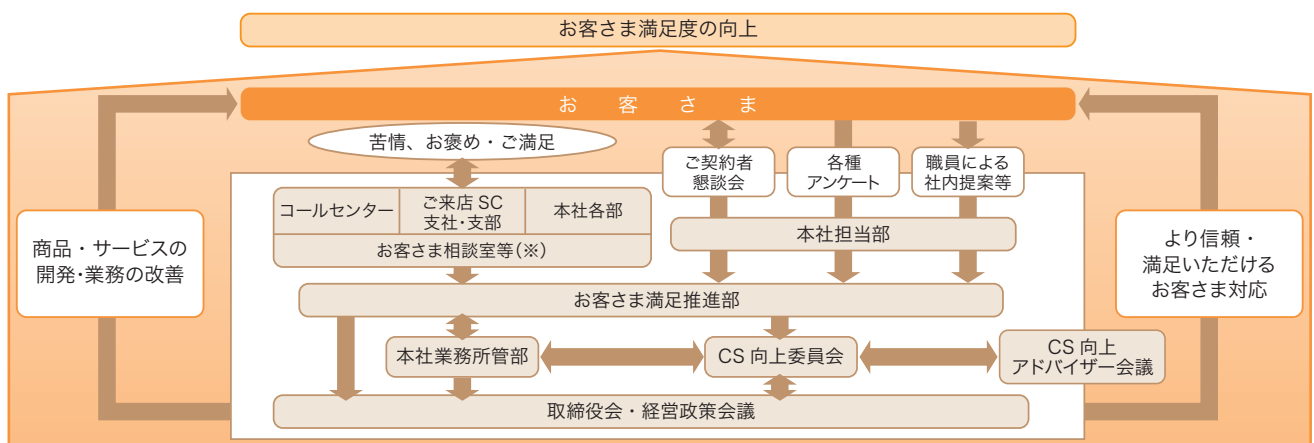 お客さま満足度の向上
お客さま
苦情、お褒め・ご満足
ご契約者
懇談会
各種
アンケート
職員による
社内提案等
コールセンター
ご来店 SC
支社・支部
本社各部
お客さま相談室等(※)
本社担当部
商品・サービスの
開発・業務の改善
より信頼・
満足いただける
お客さま対応
お客さま満足推進部
本社業務所管部
CS 向上委員会
CS 向上
アドバイザー会議
取締役会・経営政策会議